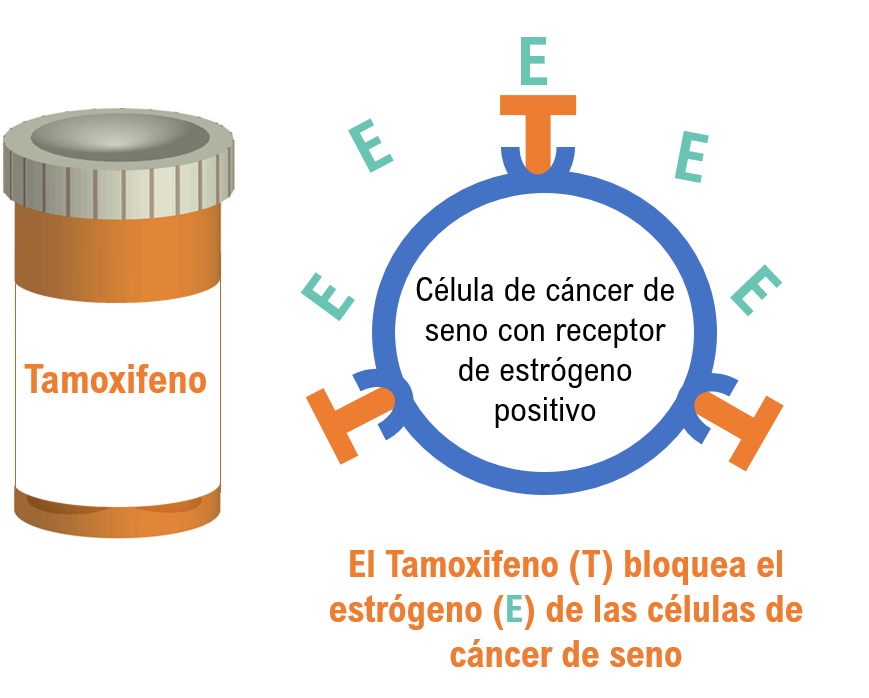 E
E
E
E
E
T
T
T
Tamoxifeno
Célula de cáncer de
seno con receptor
de estrógeno
positivo
El Tamoxifeno (T) bloquea el
estrógeno (E) de las células de
cáncer de seno